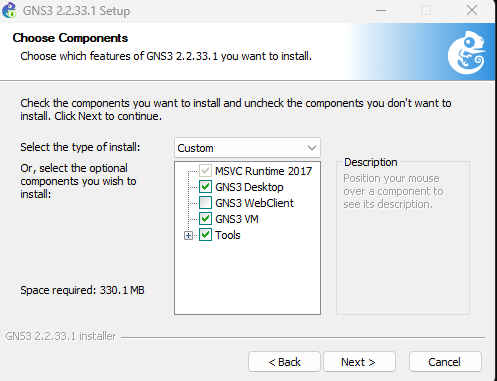 GNS3 2.2.33.1 Setup
Choose Components
Choose which features of GNS3 2.2.33.1 you want to install.
Check the components you want to install and uncheck the components you don't want to
install. Click Next to continue.
Select the type of install:
Custom
Or, select the optional
components you wish to
install:
MSVC Runtime 2017
GNS3 Desktop
GNS3 WebClient
GNS3 VM
Tools
Description
Position your mouse
over a component to
see its description.
Space required: 330.1 MB
GNS3 2.2.33.1 installer
< Back
Next >
Cancel